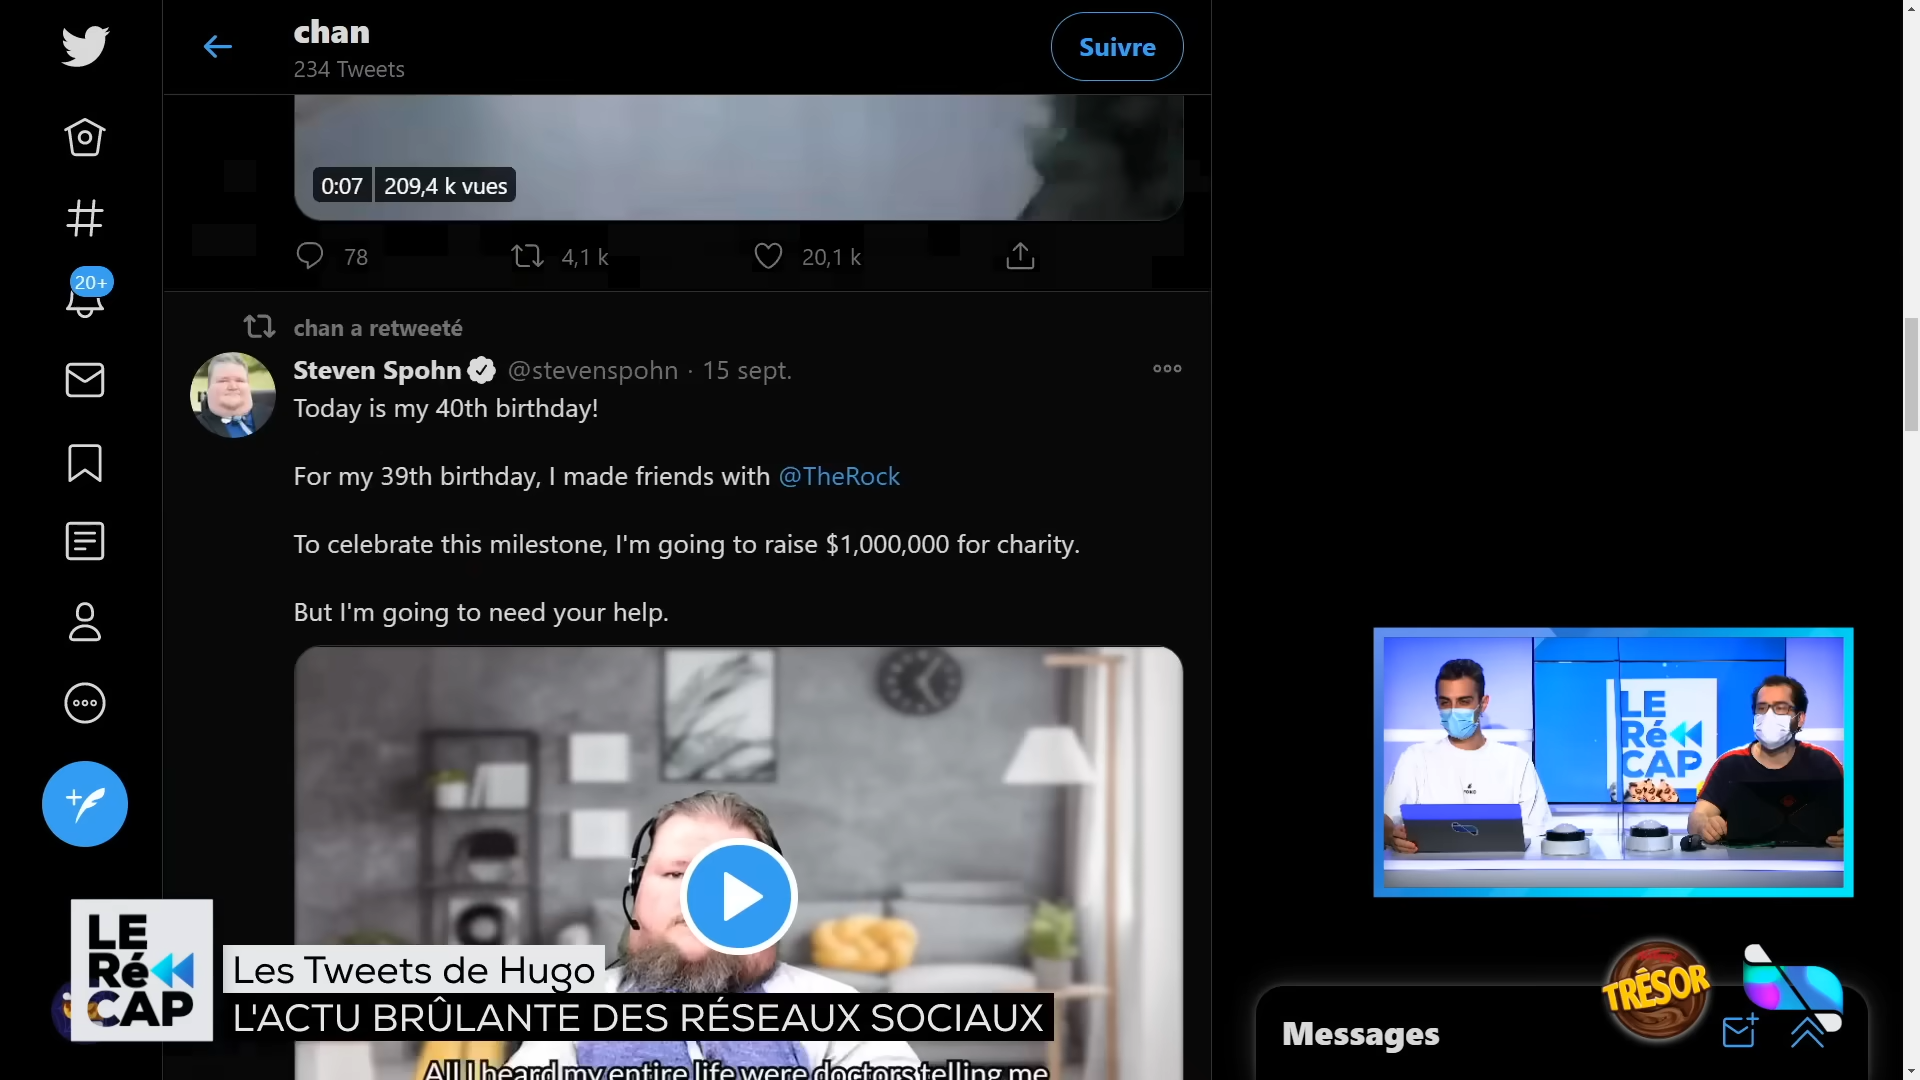 chan
234 Tweets
Suivre
0:07 209,4 k vues
78 4,1 k 20,1 k
20+
chan a retweeté
Steven Spohn @stevenspohn · 15 sept.
Today is my 40th birthday!
For my 39th birthday, I made friends with @TheRock
To celebrate this milestone, I'm going to raise $1,000,000 for charity.
But I'm going to need your help.
LE
Ré
CAP
LE
Ré
CAP
Les Tweets de Hugo
L'ACTU BRÛLANTE DES RÉSEAUX SOCIAUX
All I heard my entire life were doctors telling me
TRÉSOR
Messages